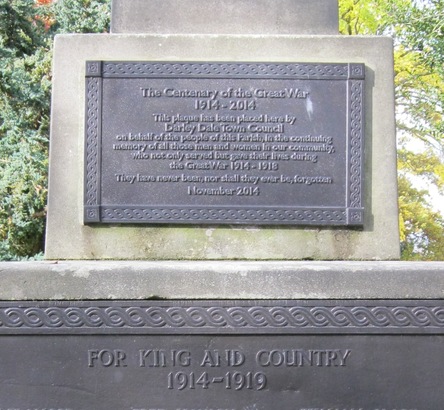 The Centenary of the Great War
1914 - 2014
This plaque has been placed here by
Darley Dale Town Council
on behalf of the people of this Parish, in the continuing
memory of all those men and women in our community,
who not only served but gave their lives during
the Great War 1914 - 1918
They have never been, nor shall they ever be, forgotten
November 2014
FOR KING AND COUNTRY
1914-1919